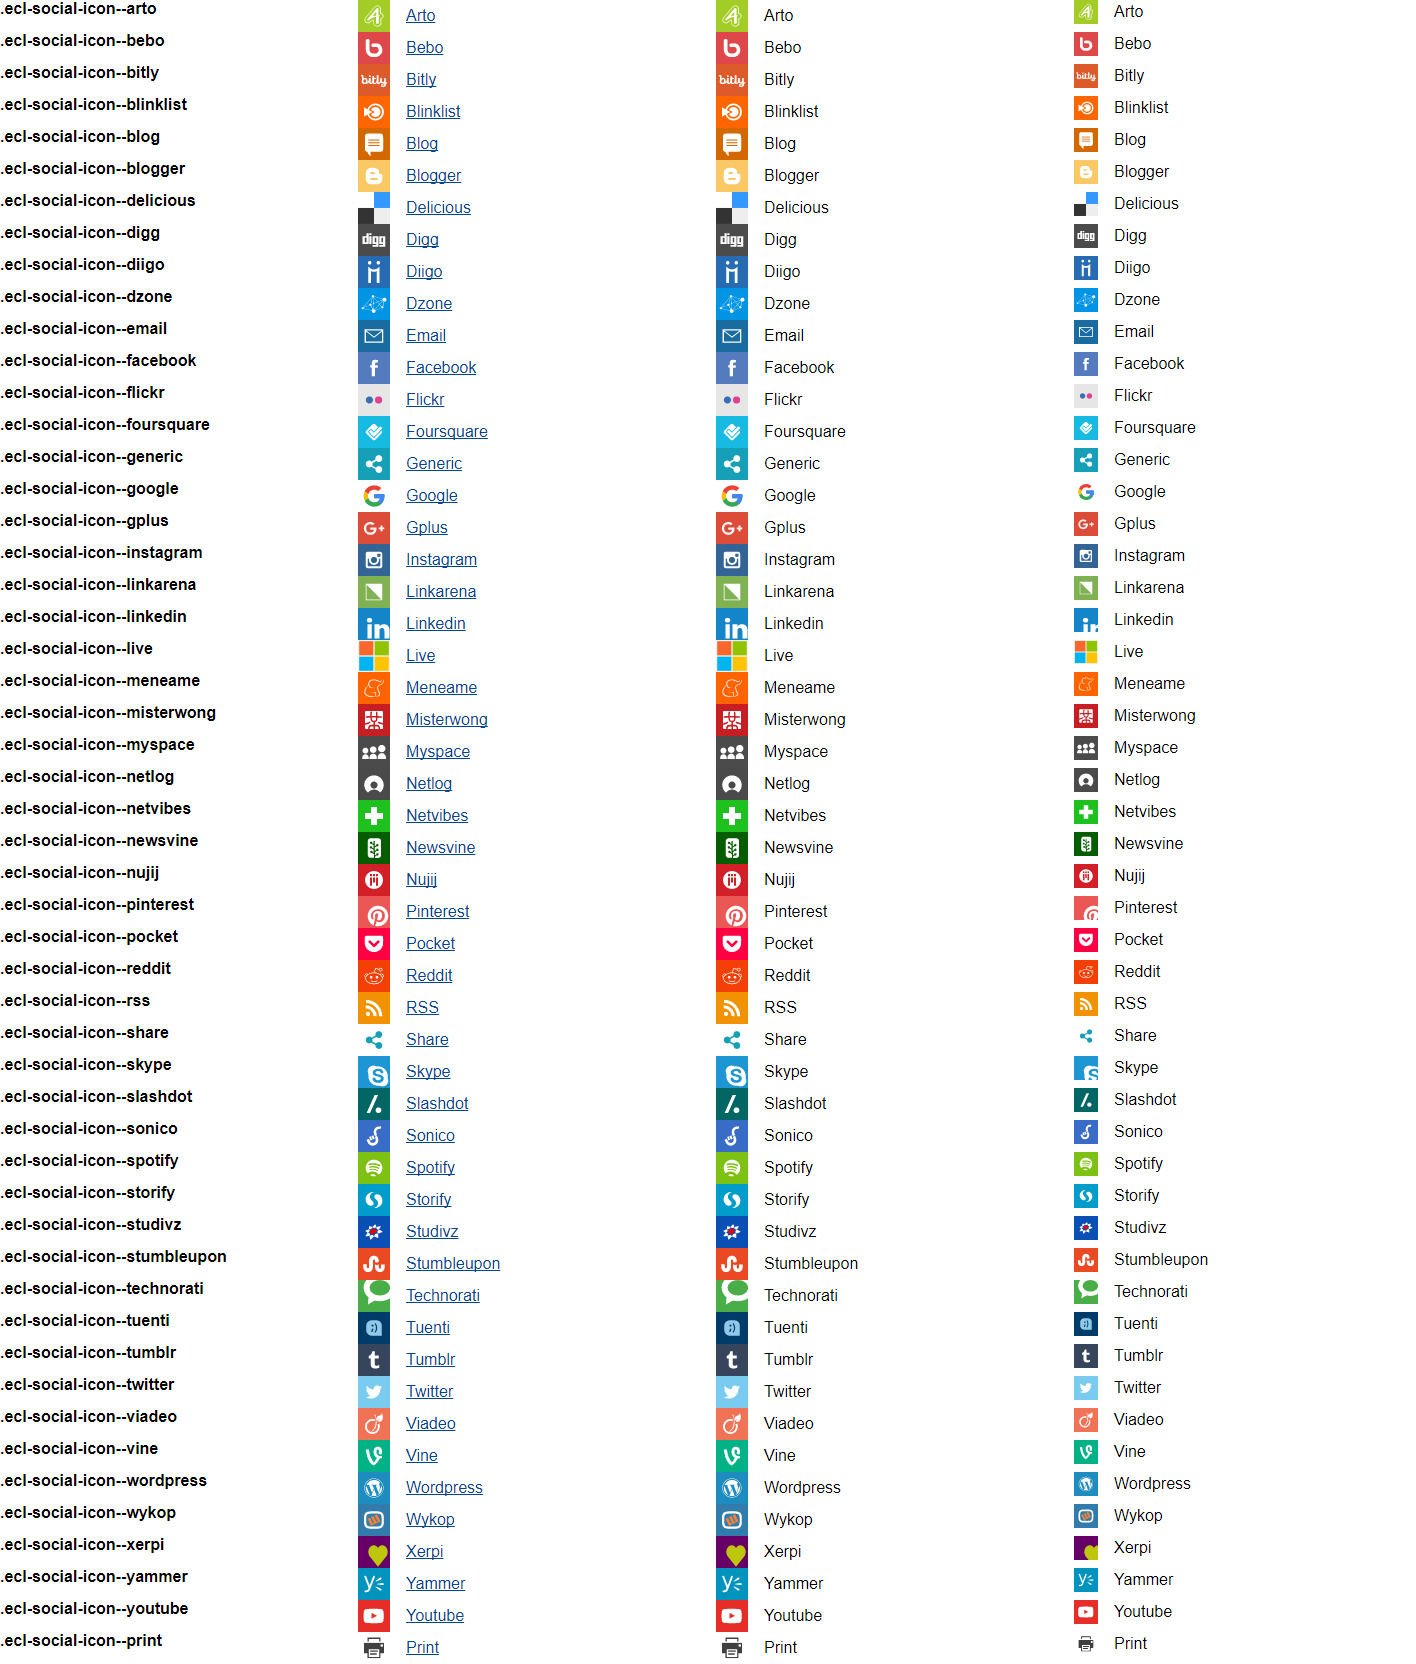 .ecl-social-icon--arto Arto Arto Arto
.ecl-social-icon--bebo Bebo Bebo Bebo
.ecl-social-icon--bitly bitly Bitly bitly Bitly bitly Bitly
.ecl-social-icon--blinklist Blinklist Blinklist Blinklist
.ecl-social-icon--blog Blog Blog Blog
.ecl-social-icon--blogger Blogger Blogger Blogger
.ecl-social-icon--delicious Delicious Delicious Delicious
.ecl-social-icon--digg digg Digg digg Digg digg Digg
.ecl-social-icon--diigo Diigo Diigo Diigo
.ecl-social-icon--dzone Dzone Dzone Dzone
.ecl-social-icon--email Email Email Email
.ecl-social-icon--facebook f Facebook f Facebook f Facebook
.ecl-social-icon--flickr Flickr Flickr Flickr
.ecl-social-icon--foursquare Foursquare Foursquare Foursquare
.ecl-social-icon--generic Generic Generic Generic
.ecl-social-icon--google G Google G Google G Google
.ecl-social-icon--gplus G+ Gplus G+ Gplus G+ Gplus
.ecl-social-icon--instagram Instagram Instagram Instagram
.ecl-social-icon--linkarena Linkarena Linkarena Linkarena
.ecl-social-icon--linkedin in Linkedin in Linkedin in Linkedin
.ecl-social-icon--live Live Live Live
.ecl-social-icon--meneame Meneame Meneame Meneame
.ecl-social-icon--misterwong Misterwong Misterwong Misterwong
.ecl-social-icon--myspace Myspace Myspace Myspace
.ecl-social-icon--netlog Netlog Netlog Netlog
.ecl-social-icon--netvibes Netvibes Netvibes Netvibes
.ecl-social-icon--newsvine Newsvine Newsvine Newsvine
.ecl-social-icon--nujij Nujij Nujij Nujij
.ecl-social-icon--pinterest Pinterest Pinterest Pinterest
.ecl-social-icon--pocket Pocket Pocket Pocket
.ecl-social-icon--reddit Reddit Reddit Reddit
.ecl-social-icon--rss RSS RSS RSS
.ecl-social-icon--share Share Share Share
.ecl-social-icon--skype S Skype S Skype S Skype
.ecl-social-icon--slashdot /. Slashdot /. Slashdot /. Slashdot
.ecl-social-icon--sonico Sonico Sonico Sonico
.ecl-social-icon--spotify Spotify Spotify Spotify
.ecl-social-icon--storify Storify Storify Storify
.ecl-social-icon--studivz Studivz Studivz Studivz
.ecl-social-icon--stumbleupon Stumbleupon Stumbleupon Stumbleupon
.ecl-social-icon--technorati Technorati Technorati Technorati
.ecl-social-icon--tuenti Tuenti Tuenti Tuenti
.ecl-social-icon--tumblr t Tumblr t Tumblr t Tumblr
.ecl-social-icon--twitter Twitter Twitter Twitter
.ecl-social-icon--viadeo Viadeo Viadeo Viadeo
.ecl-social-icon--vine Vine Vine Vine
.ecl-social-icon--wordpress W Wordpress W Wordpress W Wordpress
.ecl-social-icon--wykop Wykop Wykop Wykop
.ecl-social-icon--xerpi Xerpi Xerpi Xerpi
.ecl-social-icon--yammer Yammer Yammer Yammer
.ecl-social-icon--youtube Youtube Youtube Youtube
.ecl-social-icon--print Print Print Print